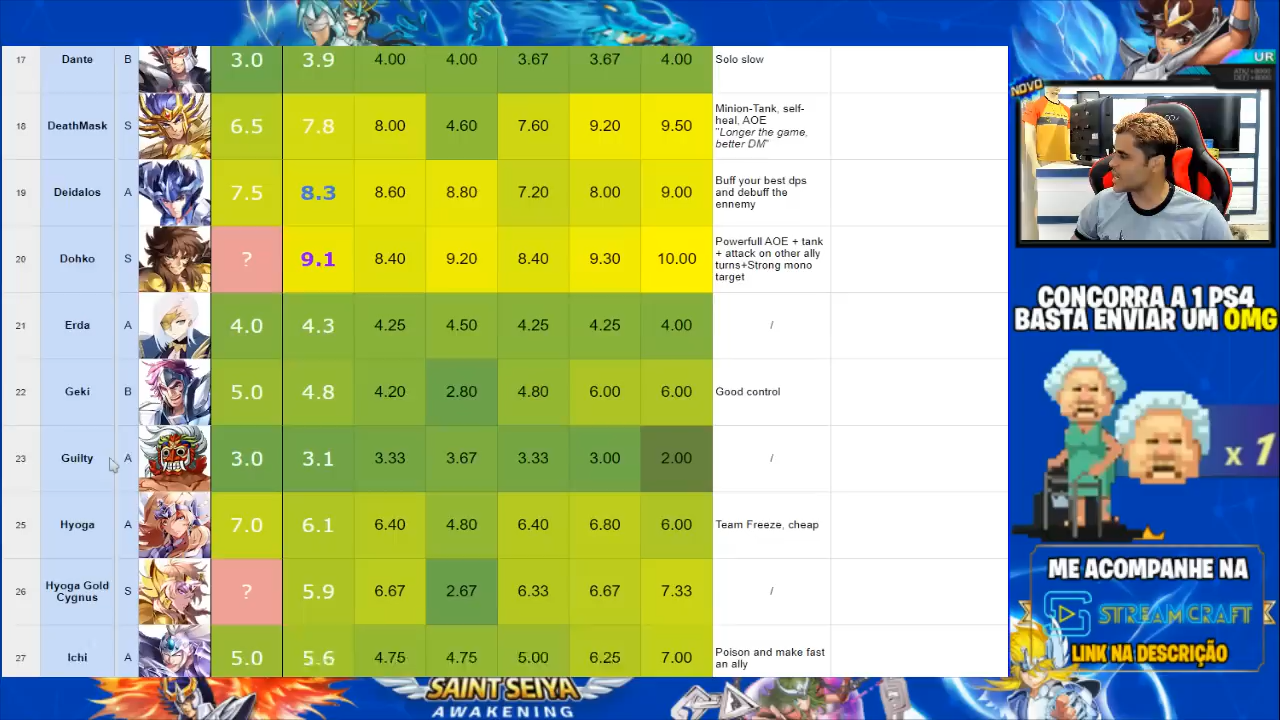 17 Dante B 3.0 3.9 4.00 4.00 3.67 3.67 4.00 Solo slow
18 DeathMask S 6.5 7.8 8.00 4.60 7.60 9.20 9.50 Minion-Tank, self-
heal, AOE
"Longer the game,
better DM"
19 Deidalos A 7.5 8.3 8.60 8.80 7.20 8.00 9.00 Buff your best dps
and debuff the
ennemy
20 Dohko S ? 9.1 8.40 9.20 8.40 9.30 10.00 Powerfull AOE + tank
+ attack on other ally
turns+Strong mono
target
21 Erda A 4.0 4.3 4.25 4.50 4.25 4.25 4.00 /
22 Geki B 5.0 4.8 4.20 2.80 4.80 6.00 6.00 Good control
23 Guilty A 3.0 3.1 3.33 3.67 3.33 3.00 2.00 /
25 Hyoga A 7.0 6.1 6.40 4.80 6.40 6.80 6.00 Team Freeze, cheap
26 Hyoga Gold
Cygnus S ? 5.9 6.67 2.67 6.33 6.67 7.33 /
27 Ichi A 5.0 5.6 4.75 4.75 5.00 6.25 7.00 Poison and make fast
an ally
SAINT SEIYA
AWAKENING
UR
NOVO
CONCORRA A 1 PS4
BASTA ENVIAR UM OMG
x 1
ME ACOMPANHE NA
STREAMCRAFT
LINK NA DESCRIÇÃO